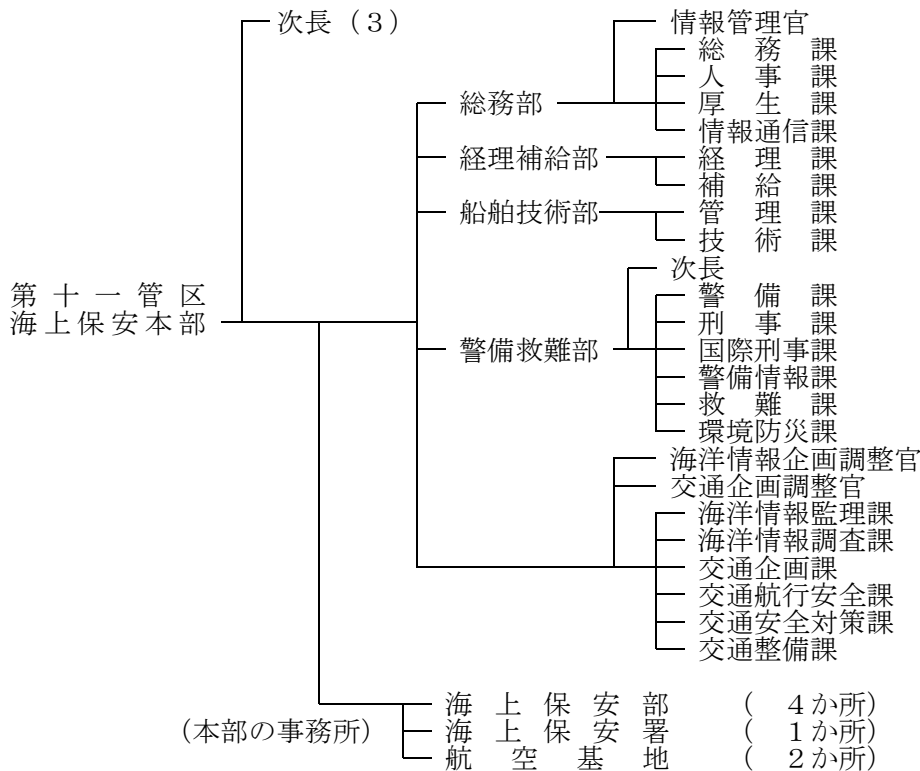 次長（３）
情報管理官
総務課
人事課
総務部
厚生課
情報通信課
経理補給部
経理課
補給課
船舶技術部
管理課
技術課
次長
第十一管区
海上保安本部
警備課
刑事課
警備救難部
国際刑事課
警備情報課
救難課
環境防災課
海洋情報企画調整官
交通企画調整官
海洋情報監理課
海洋情報調査課
交通企画課
交通航行安全課
交通安全対策課
交通整備課
(本部の事務所)
海上保安部 (４か所)
海上保安署 (１か所)
航空基地 (２か所)